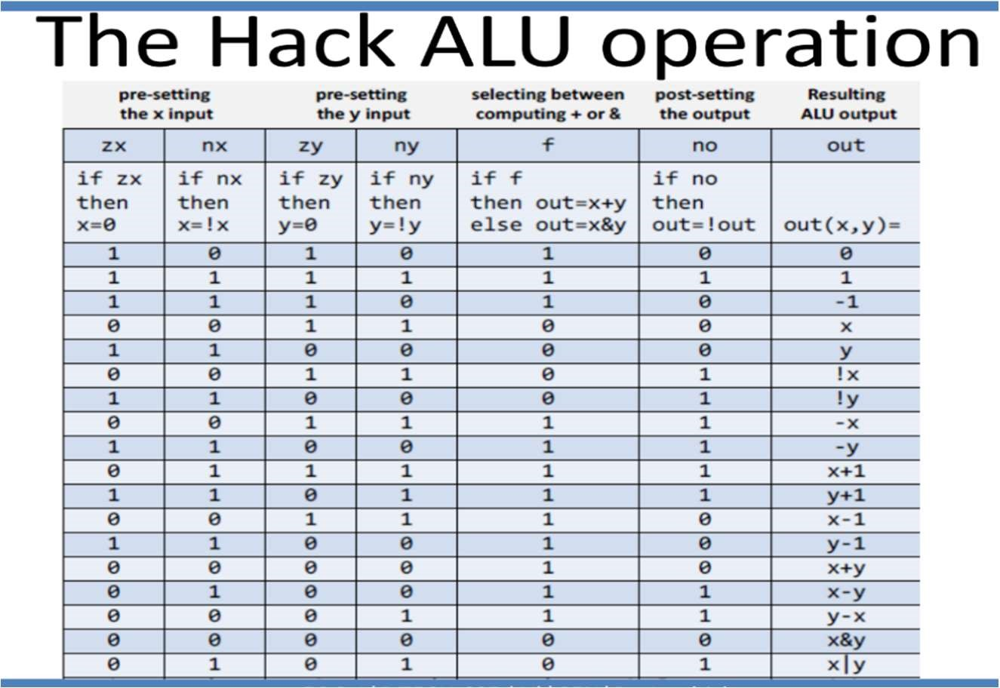 The Hack ALU operation
pre-setting the x input pre-setting the y input selecting between computing + or & post-setting the output Resulting ALU output
zx nx zy ny f no out
if zx then x=0 if nx then x=!x if zy then y=0 if ny then y=!y if f then out=x+y else out=x&y if no then out=!out out(x,y)=
1 0 1 0 1 0 0
1 1 1 1 1 1 1
1 1 1 0 1 0 -1
0 0 1 1 0 0 x
1 1 0 0 0 0 y
0 0 1 1 0 1 !x
1 1 0 0 0 1 !y
0 0 1 1 1 1 -x
1 1 0 0 1 1 -y
0 1 1 1 1 1 x+1
1 1 0 1 1 1 y+1
0 0 1 1 1 0 x-1
1 1 0 0 1 0 y-1
0 0 0 0 1 0 x+y
0 1 0 0 1 1 x-y
0 0 0 1 1 1 y-x
0 0 0 0 0 0 x&y
0 1 0 1 0 1 x|y